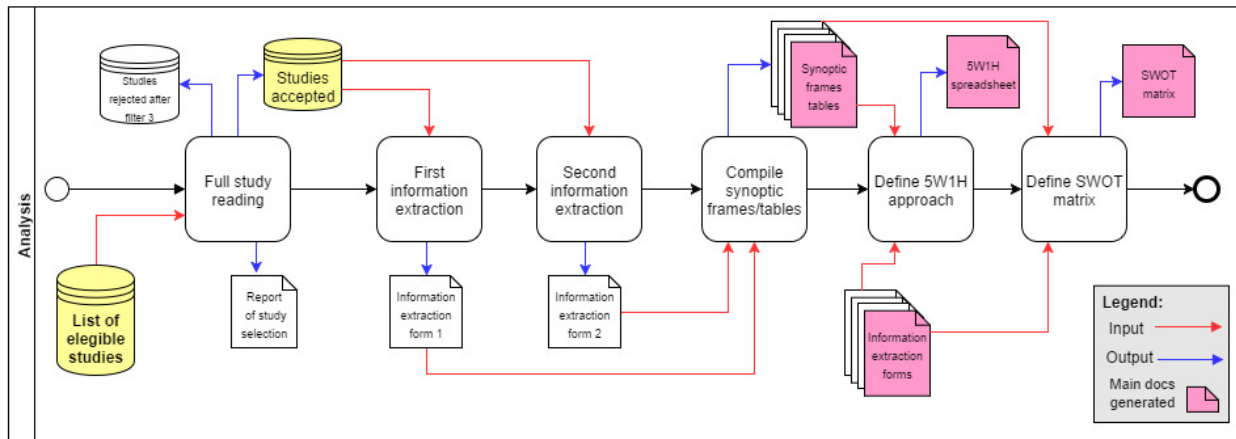 Analysis
Studies
rejected after
filter 3
Studies
accepted
Synoptic
frames
tables
5W1H
spreadsheet
SWOT
matrix
Full study
reading
First
information
extraction
Second
information
extraction
Compile
synoptic
frames/tables
Define 5W1H
approach
Define SWOT
matrix
List of
elegible
studies
Report
of study
selection
Information
extraction
form 1
Information
extraction
form 2
Information
extraction
forms
Legend:
Input
Output
Main docs
generated